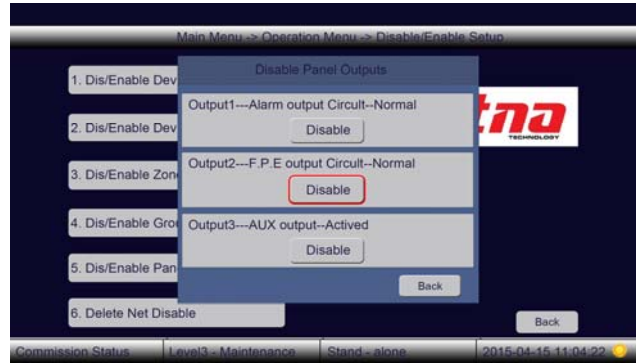 Main Menu -> Operation Menu -> Disable/Enable Setup
1. Dis/Enable Dev
2. Dis/Enable Dev
3. Dis/Enable Zon
4. Dis/Enable Gro
5. Dis/Enable Pan
6. Delete Net Disable
Disable Panel Outputs
Output1---Alarm output Circult--Normal
Disable
Output2---F.P.E output Circult--Normal
Disable
Output3---AUX output--Actived
Disable
Back
TECHNOLOGY
Back
Commission Status
Level3 - Maintenance
Stand - alone
2015-04-15 11:04:22